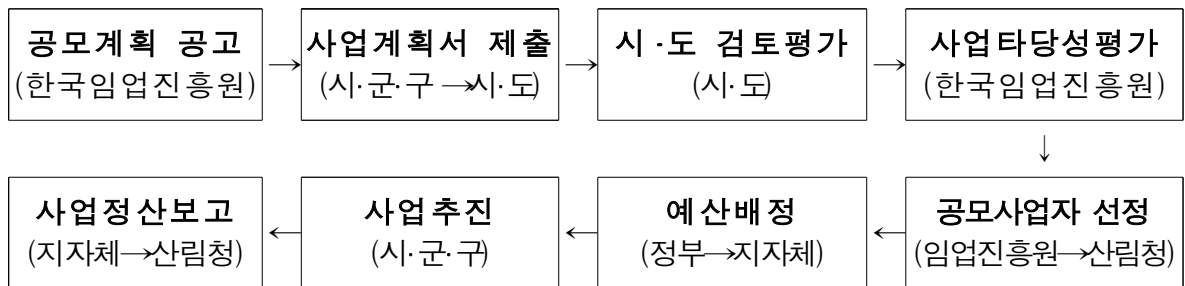 공모계획 공고
(한국임업진흥원)
→
사업계획서 제출
(시·군·구→시·도)
→
시·도 검토평가
(시·도)
→
사업타당성평가
(한국임업진흥원)
↓
공모사업자 선정
(임업진흥원→산림청)
←
예산배정
(정부→지자체)
←
사업추진
(시·군·구)
←
사업정산보고
(지자체→산림청)